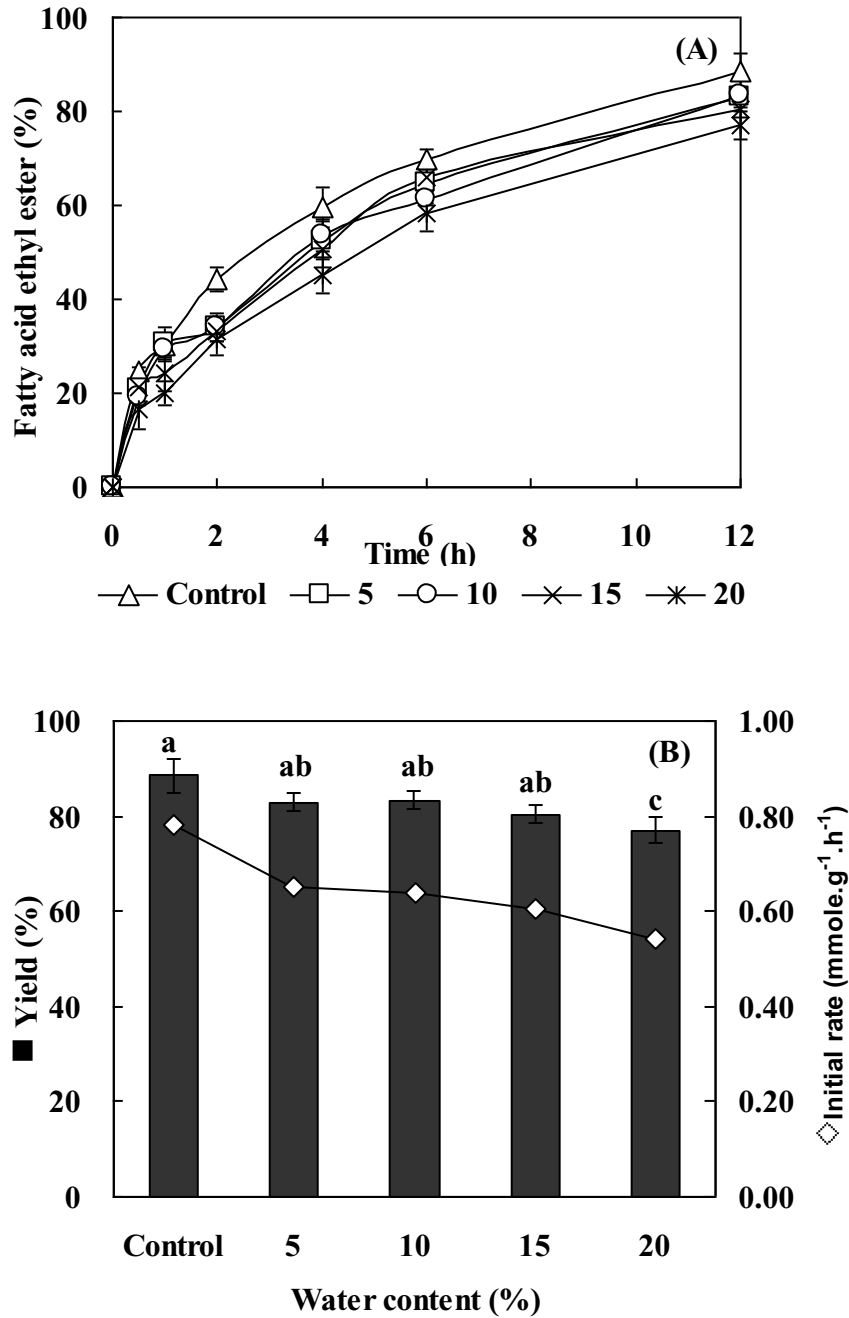 100
(A)
80
60
40
20
0
Fatty acid ethyl ester (%)
0 2 4 6 8 10 12
Time (h)
Control 5 10 15 20
100 1.00
(B)
a ab ab ab c
80 0.80
60 0.60
40 0.40
20 0.20
0 0.00
Yield (%)
Initial rate (mmole.g⁻¹.h⁻¹)
Control 5 10 15 20
Water content (%)